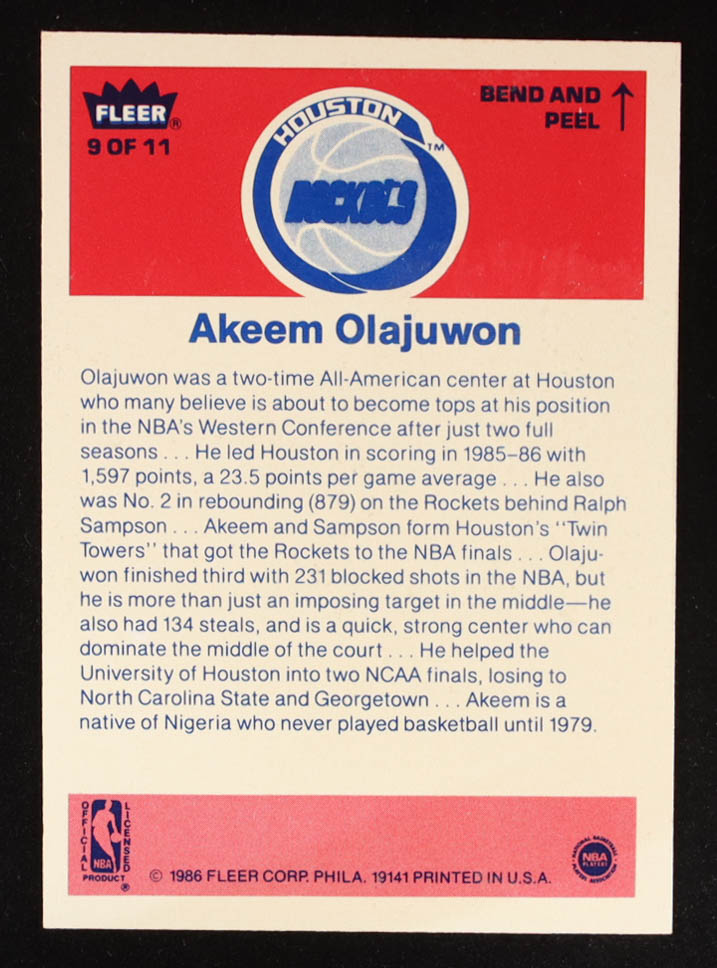 FLEER®
9 OF 11
HOUSTON
ROCKETS
TM
BEND AND
PEEL
Akeem Olajuwon
Olajuwon was a two-time All-American center at Houston
who many believe is about to become tops at his position
in the NBA's Western Conference after just two full
seasons . . . He led Houston in scoring in 1985–86 with
1,597 points, a 23.5 points per game average . . . He also
was No. 2 in rebounding (879) on the Rockets behind Ralph
Sampson . . . Akeem and Sampson form Houston's "Twin
Towers" that got the Rockets to the NBA finals . . . Olaju-
won finished third with 231 blocked shots in the NBA, but
he is more than just an imposing target in the middle—he
also had 134 steals, and is a quick, strong center who can
dominate the middle of the court . . . He helped the
University of Houston into two NCAA finals, losing to
North Carolina State and Georgetown . . . Akeem is a
native of Nigeria who never played basketball until 1979.
OFFICIAL
LICENSED
NBA
PRODUCT
®
© 1986 FLEER CORP. PHILA. 19141 PRINTED IN U.S.A.
NATIONAL BASKETBALL
NBA
PLAYERS
PLAYERS ASSOCIATION